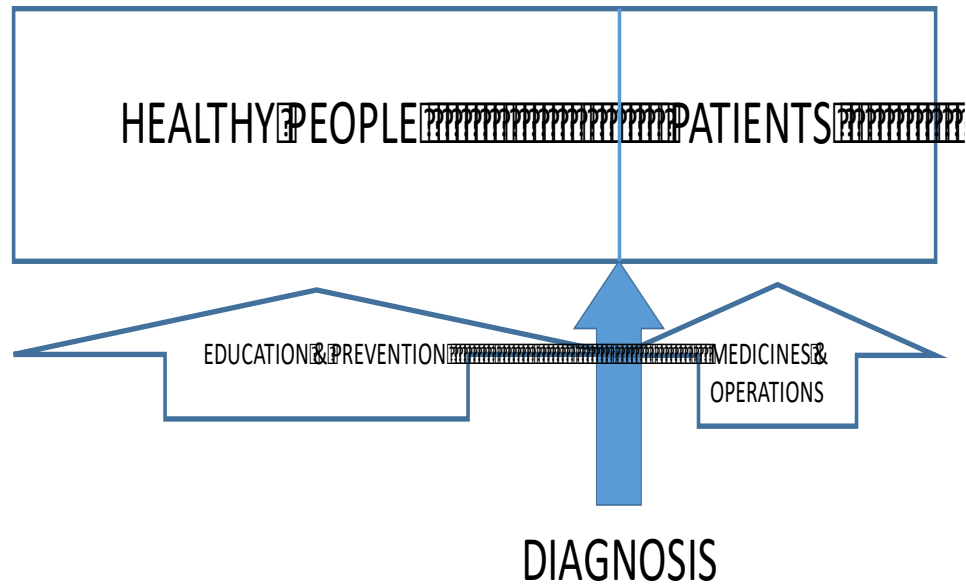 HEALTHY PEOPLE PATIENTS
EDUCATION & PREVENTION MEDICINES &
OPERATIONS
DIAGNOSIS